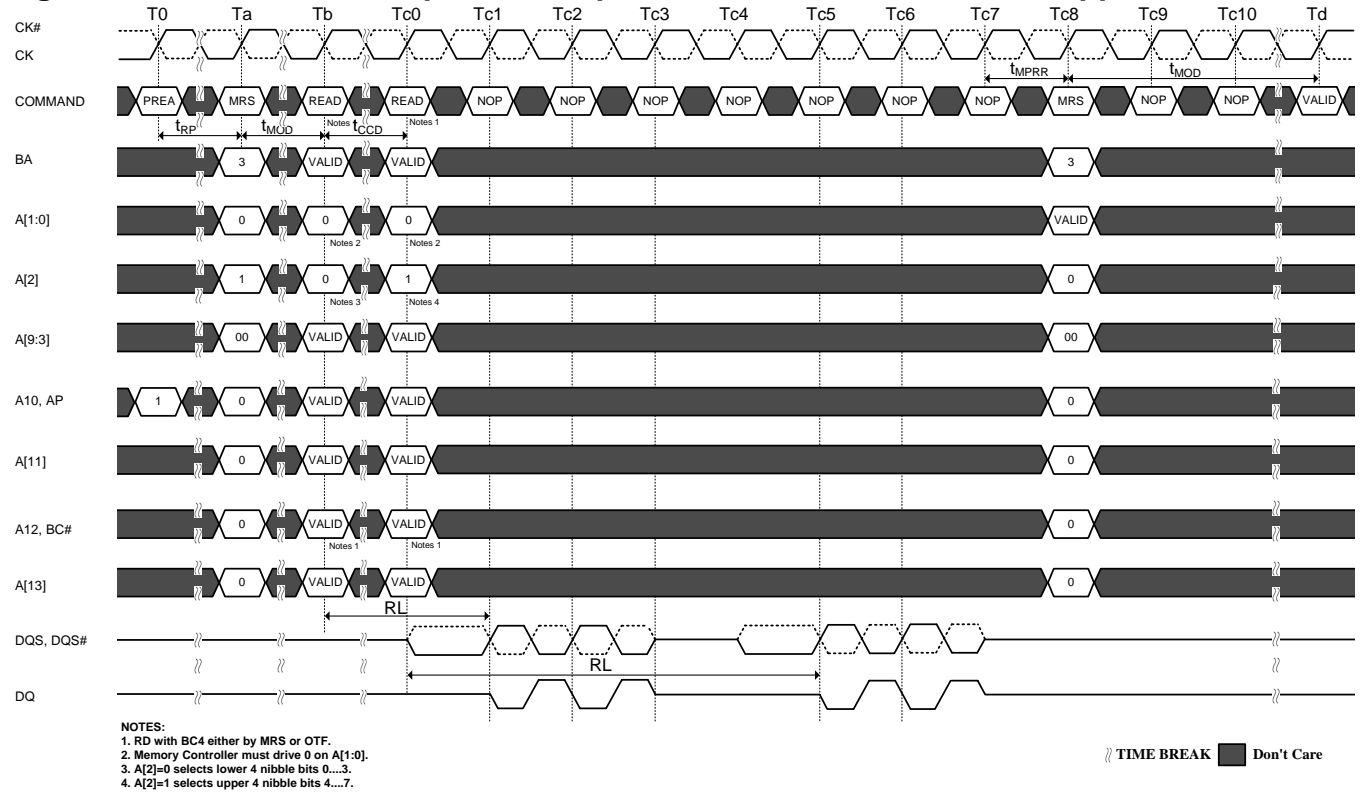 T0 Ta Tb Tc0 Tc1 Tc2 Tc3 Tc4 Tc5 Tc6 Tc7 Tc8 Tc9 Tc10 Td
CK#
CK
tMPRR tMOD
COMMAND PREA MRS READ READ NOP NOP NOP NOP NOP NOP NOP MRS NOP NOP VALID
Notes 1 Notes 1
tRP tMOD tCCD
BA 3 VALID VALID 3
A[1:0] 0 0 0 VALID
Notes 2 Notes 2
A[2] 1 0 1 0
Notes 3 Notes 4
A[9:3] 00 VALID VALID 00
A10, AP 1 0 VALID VALID 0
A[11] 0 VALID VALID 0
A12, BC# 0 VALID VALID 0
Notes 1 Notes 1
A[13] 0 VALID VALID 0
RL
DQS, DQS#
RL
DQ
NOTES:
1. RD with BC4 either by MRS or OTF.
2. Memory Controller must drive 0 on A[1:0].
3. A[2]=0 selects lower 4 nibble bits 0....3.
4. A[2]=1 selects upper 4 nibble bits 4....7.
TIME BREAK Don't Care